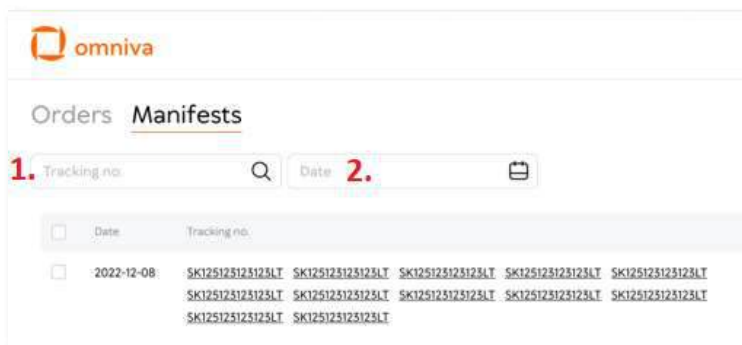 omniva
Orders Manifests
1. Tracking no. Date 2.
Date Tracking no.
2022-12-08 SK125123123123LT SK125123123123LT SK125123123123LT SK125123123123LT SK125123123123LT
SK125123123123LT SK125123123123LT SK125123123123LT SK125123123123LT SK125123123123LT
SK125123123123LT SK125123123123LT